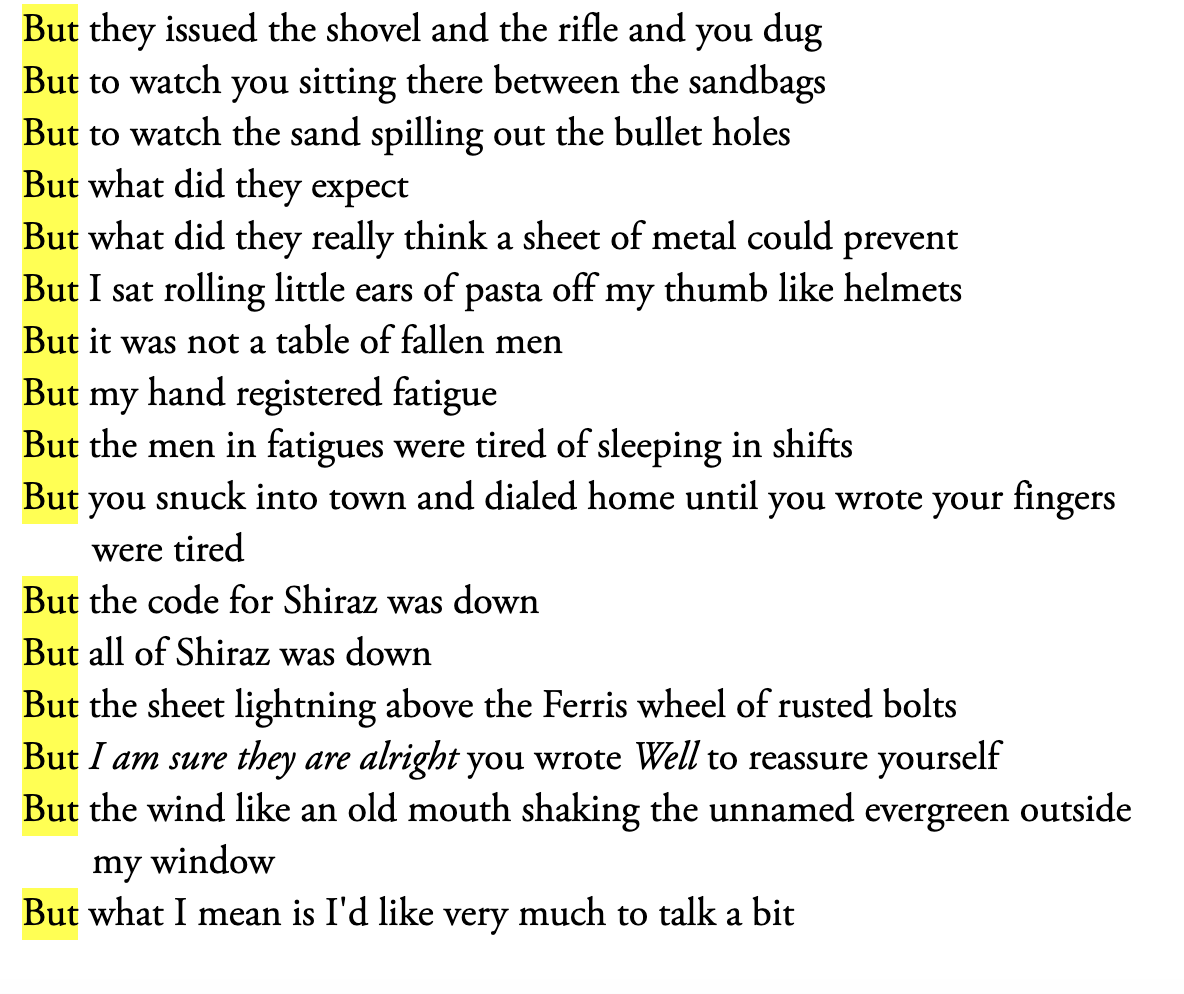 But they issued the shovel and the rifle and you dug
But to watch you sitting there between the sandbags
But to watch the sand spilling out the bullet holes
But what did they expect
But what did they really think a sheet of metal could prevent
But I sat rolling little ears of pasta off my thumb like helmets
But it was not a table of fallen men
But my hand registered fatigue
But the men in fatigues were tired of sleeping in shifts
But you snuck into town and dialed home until you wrote your fingers
were tired
But the code for Shiraz was down
But all of Shiraz was down
But the sheet lightning above the Ferris wheel of rusted bolts
But I am sure they are alright you wrote Well to reassure yourself
But the wind like an old mouth shaking the unnamed evergreen outside
my window
But what I mean is I'd like very much to talk a bit